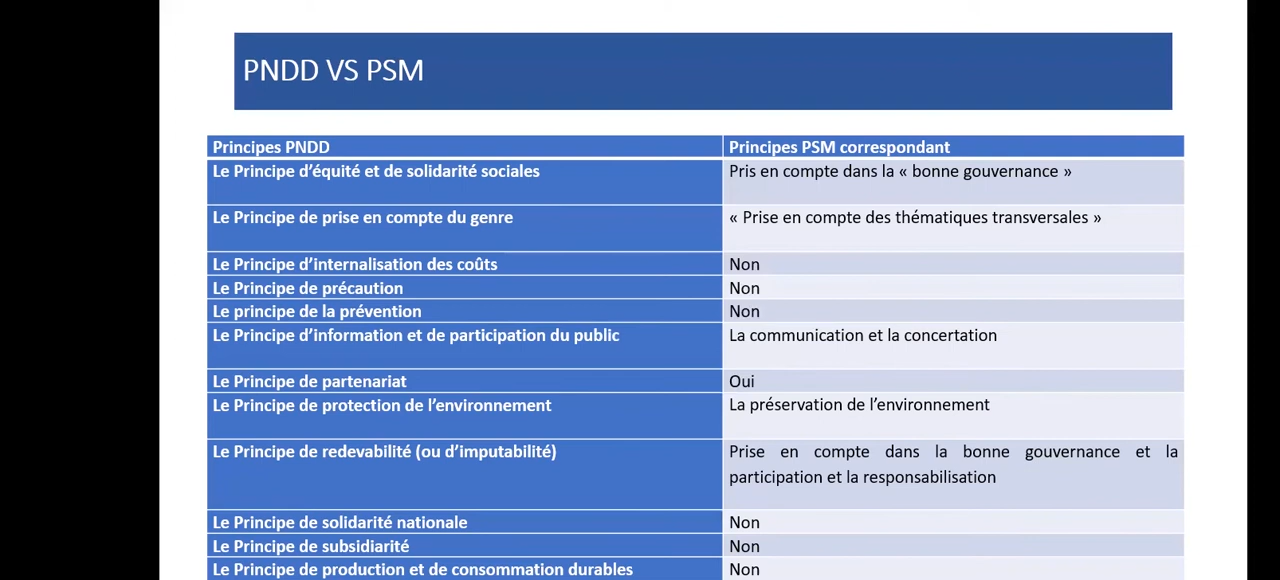 PNDD VS PSM
Principes PNDD Principes PSM correspondant
Le Principe d’équité et de solidarité sociales Pris en compte dans la « bonne gouvernance »
Le Principe de prise en compte du genre « Prise en compte des thématiques transversales »
Le Principe d’internalisation des coûts Non
Le Principe de précaution Non
Le principe de la prévention Non
Le Principe d’information et de participation du public La communication et la concertation
Le Principe de partenariat Oui
Le Principe de protection de l’environnement La préservation de l’environnement
Le Principe de redevabilité (ou d’imputabilité) Prise en compte dans la bonne gouvernance et la
participation et la responsabilisation
Le Principe de solidarité nationale Non
Le Principe de subsidiarité Non
Le Principe de production et de consommation durables Non